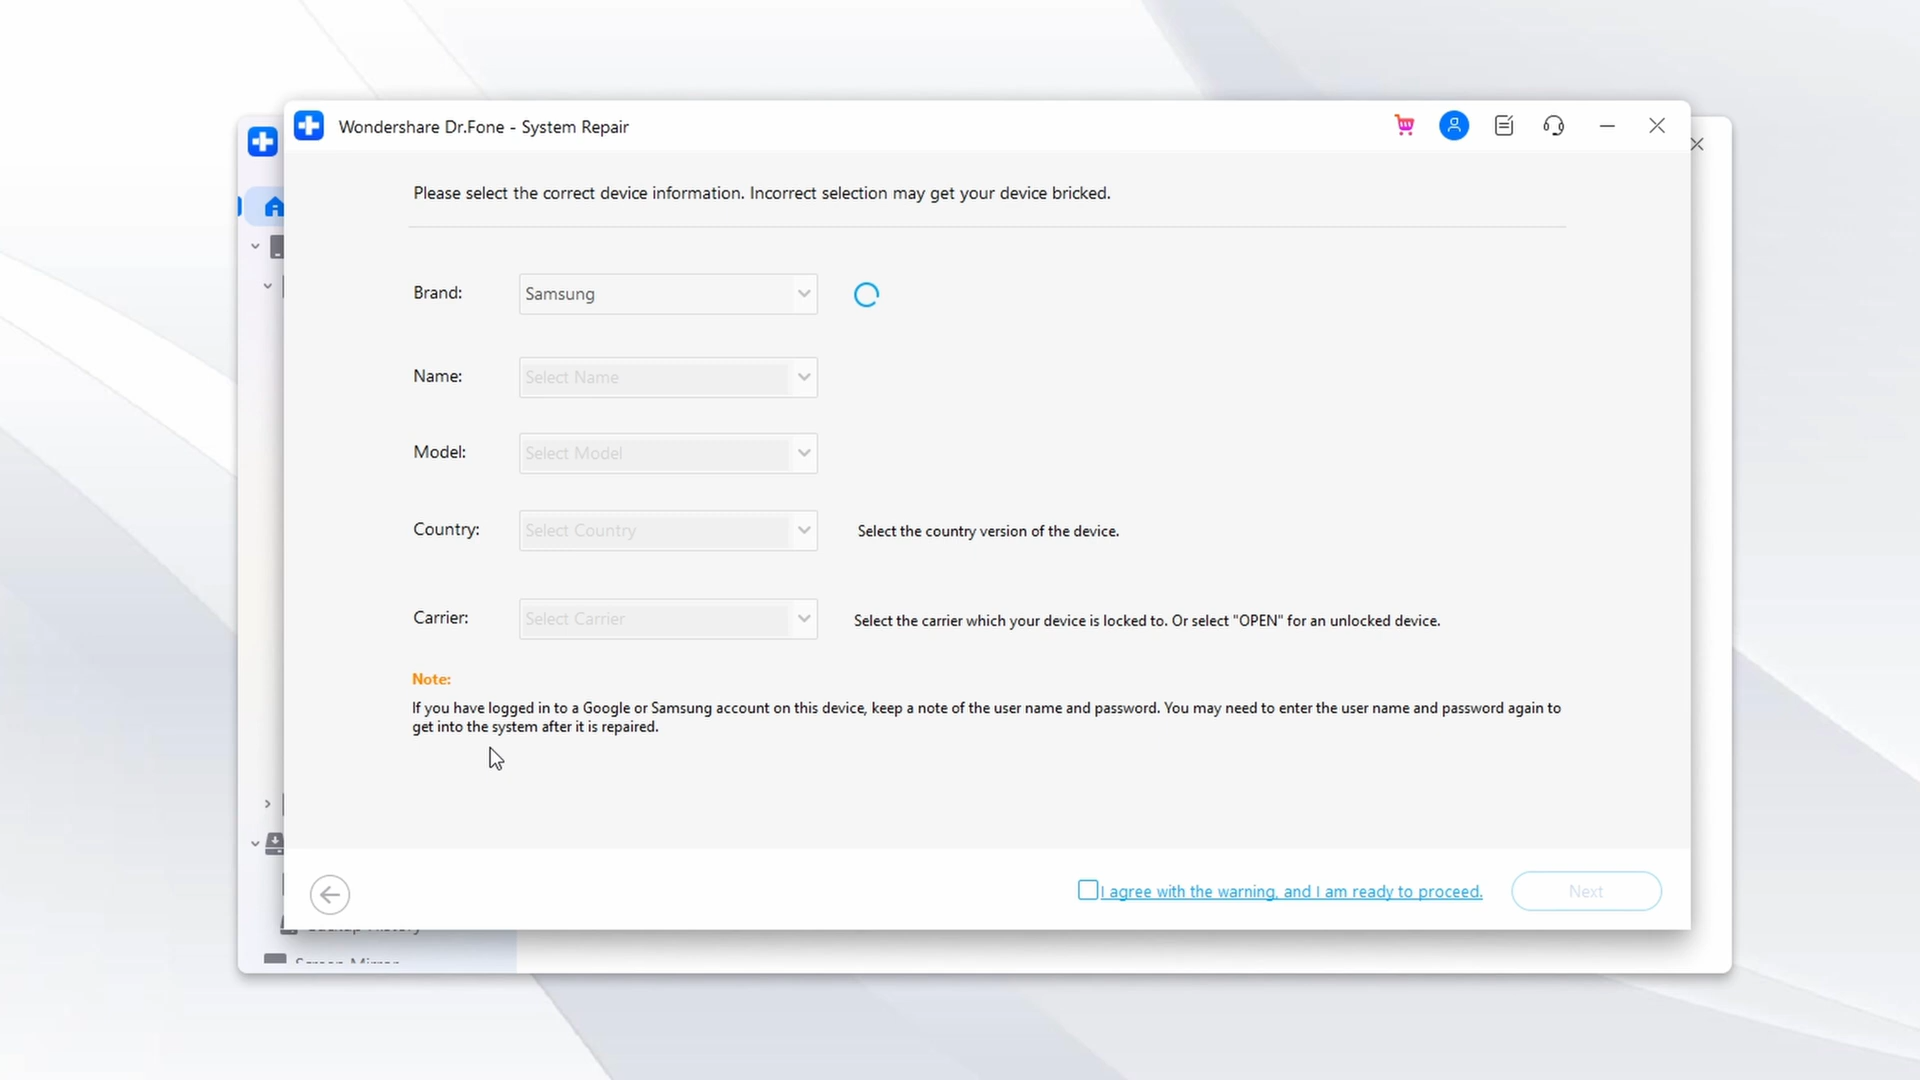 Wondershare Dr.Fone - System Repair
Please select the correct device information. Incorrect selection may get your device bricked.
Brand:
Samsung
Name:
Select Name
Model:
Select Model
Country:
Select Country
Select the country version of the device.
Carrier:
Select Carrier
Select the carrier which your device is locked to. Or select "OPEN" for an unlocked device.
Note:
If you have logged in to a Google or Samsung account on this device, keep a note of the user name and password. You may need to enter the user name and password again to
get into the system after it is repaired.
I agree with the warning, and I am ready to proceed.
Next
Backup History
Screen Mirror